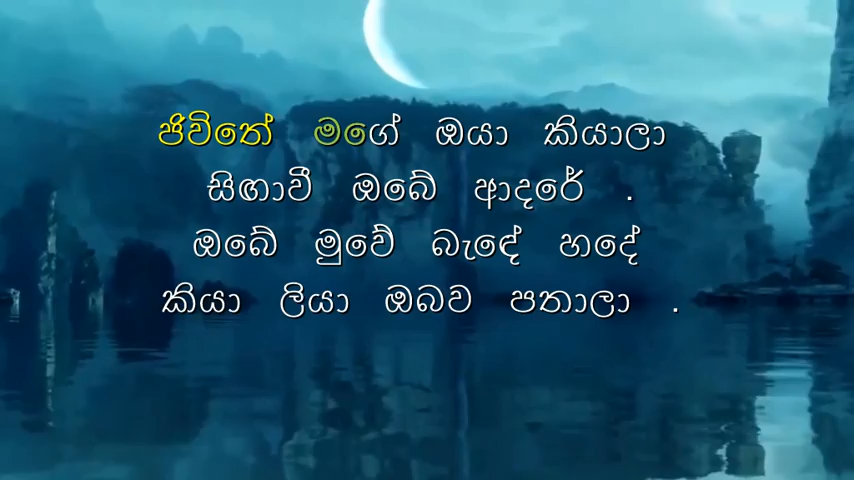 ජිවිතේ මගේ ඔයා කියාලා
සිඟාවී ඔබේ ආදරේ .
ඔබේ මුවේ බැඳේ හදේ
කියා ලියා ඔබව පතාලා .